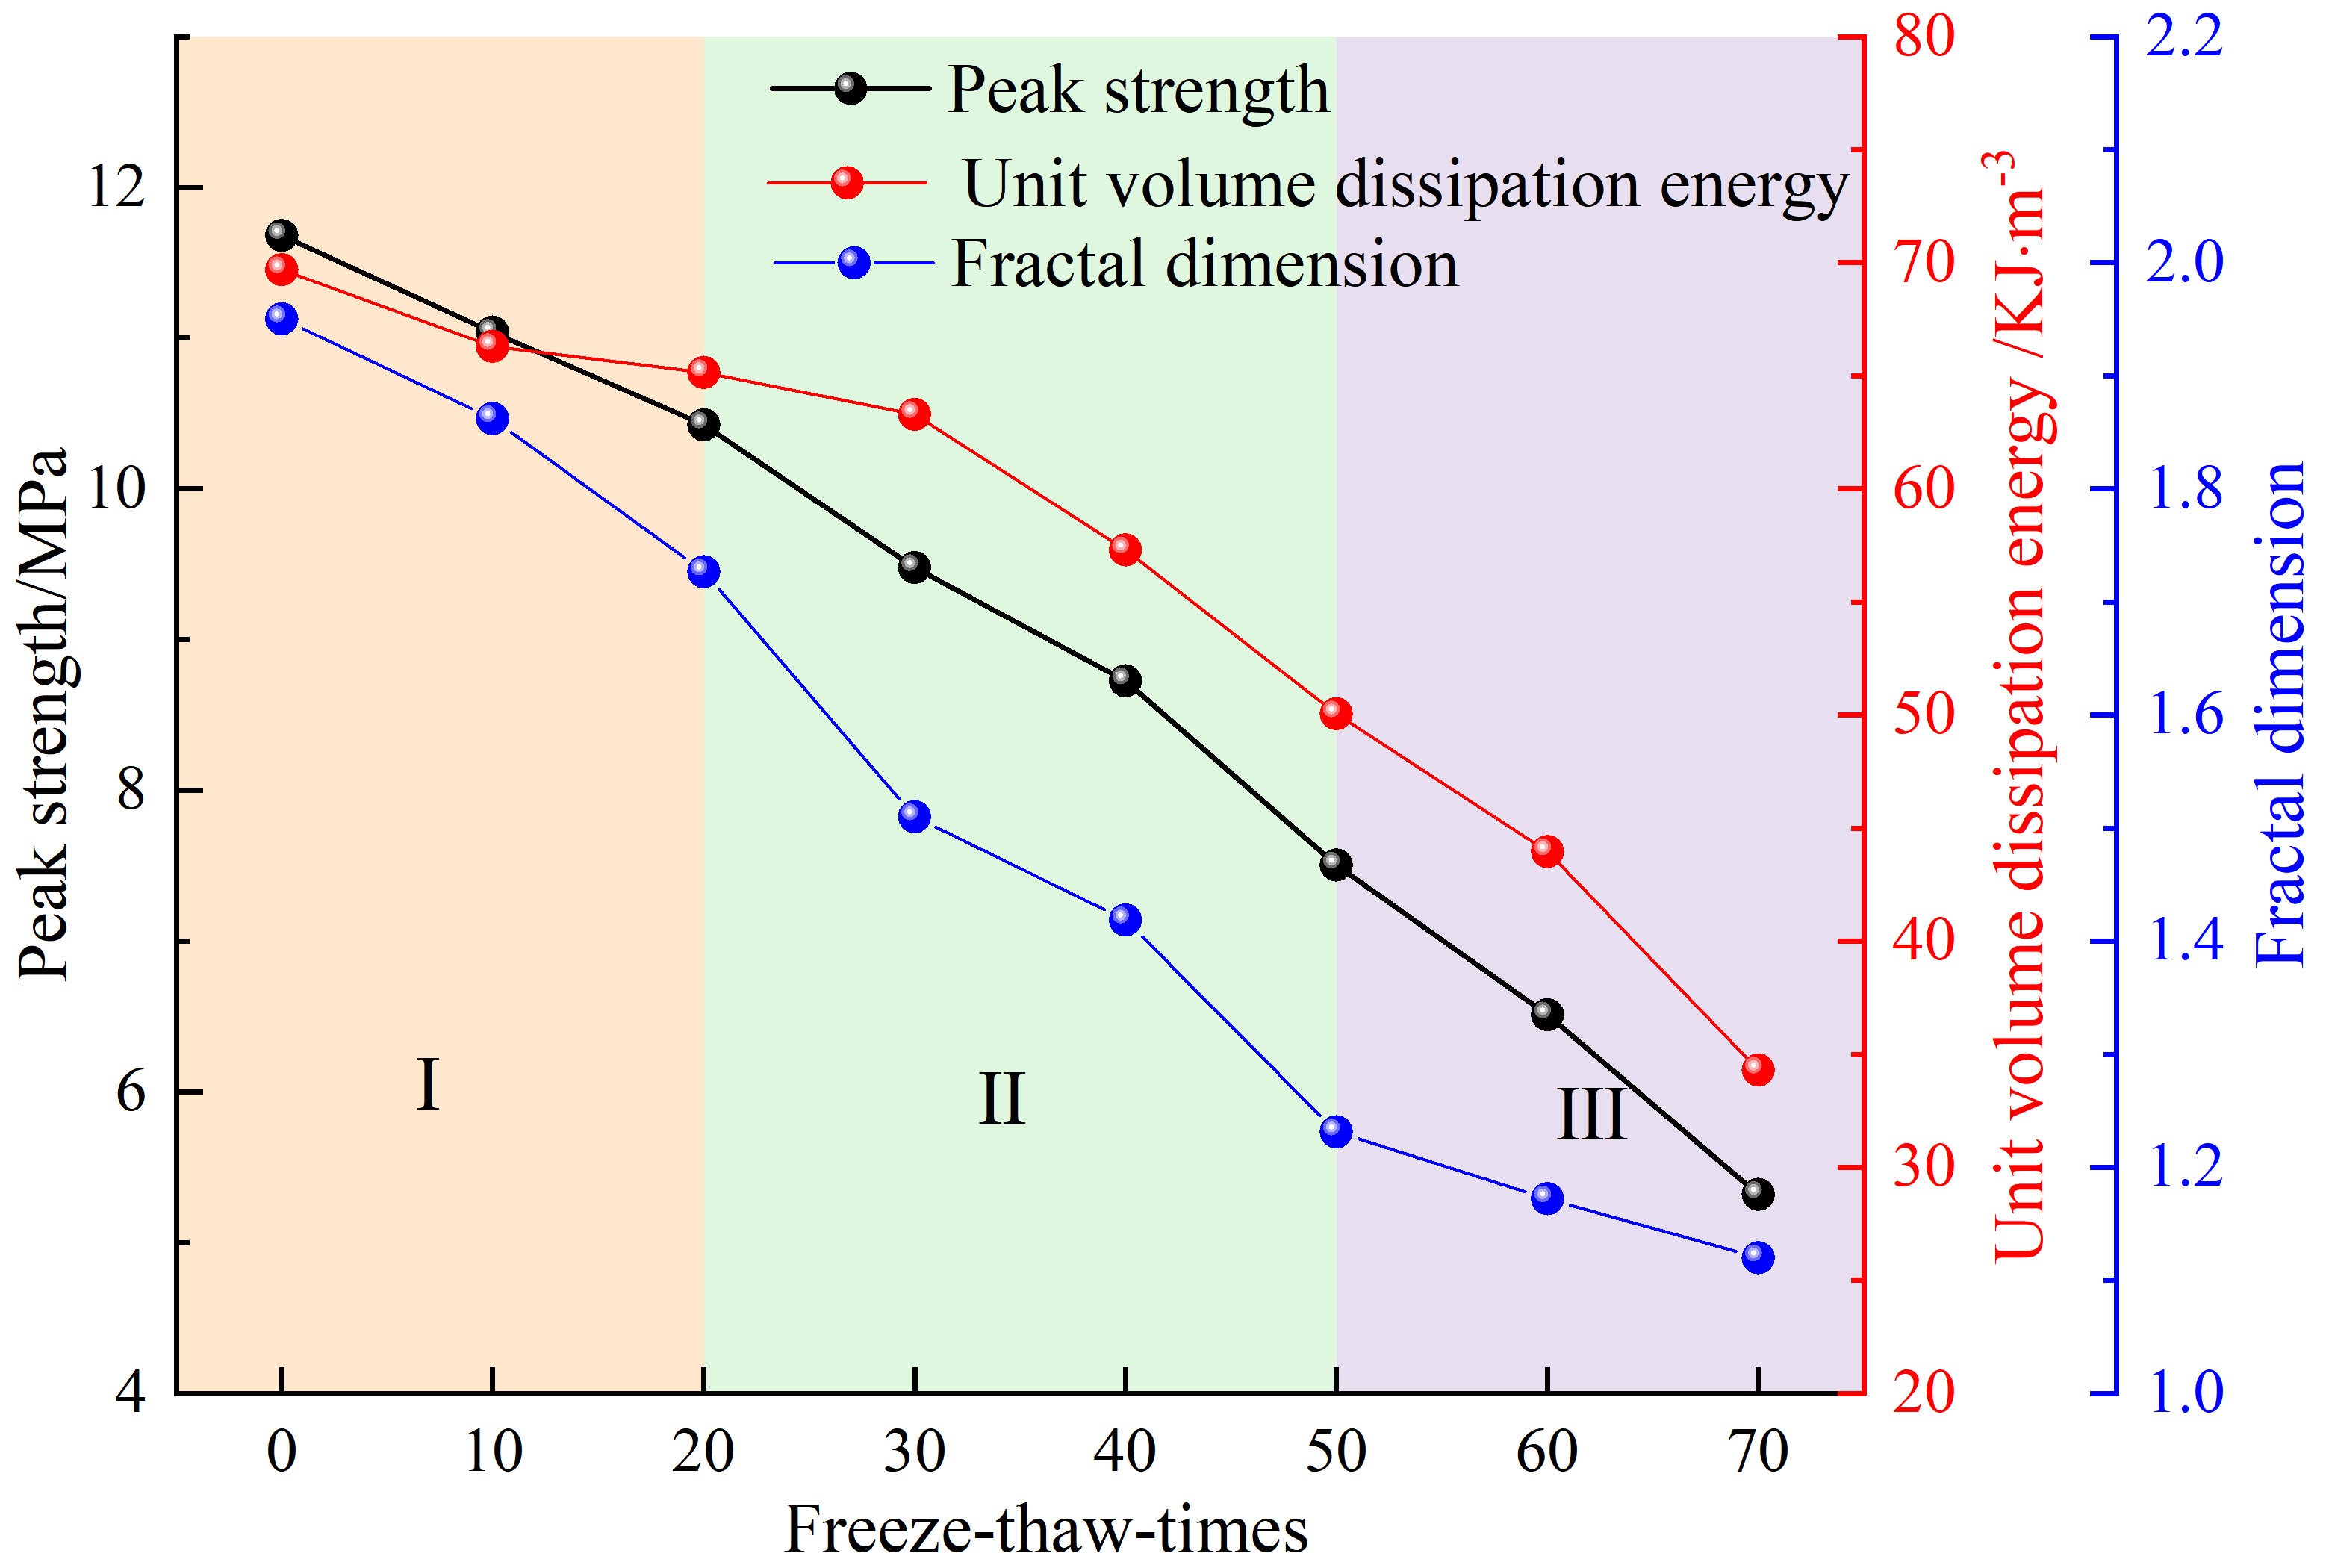 Peak strength
Unit volume dissipation energy
Fractal dimension
Peak strength/MPa
12
10
8
6
4
I
II
III
0 10 20 30 40 50 60 70
Freeze-thaw-times
80
70
60
50
40
30
20
Unit volume dissipation energy /KJ·m⁻³
2.2
2.0
1.8
1.6
1.4
1.2
1.0
Fractal dimension